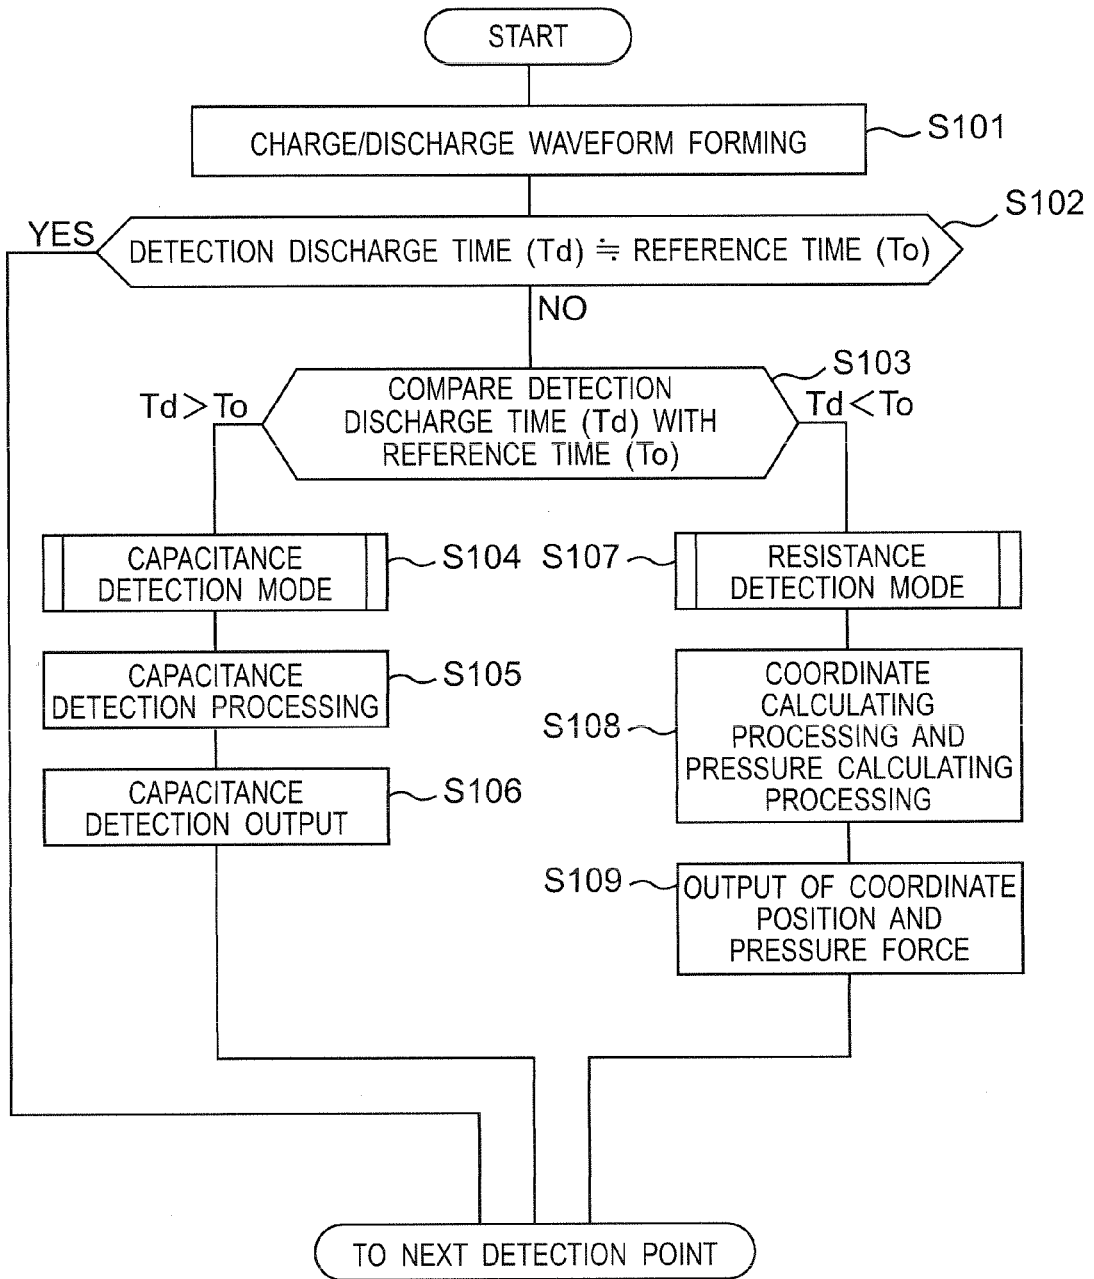 START
CHARGE/DISCHARGE WAVEFORM FORMING
S101
S102
YES
DETECTION DISCHARGE TIME (Td) ≒ REFERENCE TIME (To)
NO
S103
Td>To
COMPARE DETECTION
DISCHARGE TIME (Td) WITH
REFERENCE TIME (To)
Td<To
CAPACITANCE
DETECTION MODE
S104
S107
RESISTANCE
DETECTION MODE
CAPACITANCE
DETECTION PROCESSING
S105
S108
COORDINATE
CALCULATING
PROCESSING AND
PRESSURE CALCULATING
PROCESSING
CAPACITANCE
DETECTION OUTPUT
S106
S109
OUTPUT OF COORDINATE
POSITION AND
PRESSURE FORCE
TO NEXT DETECTION POINT